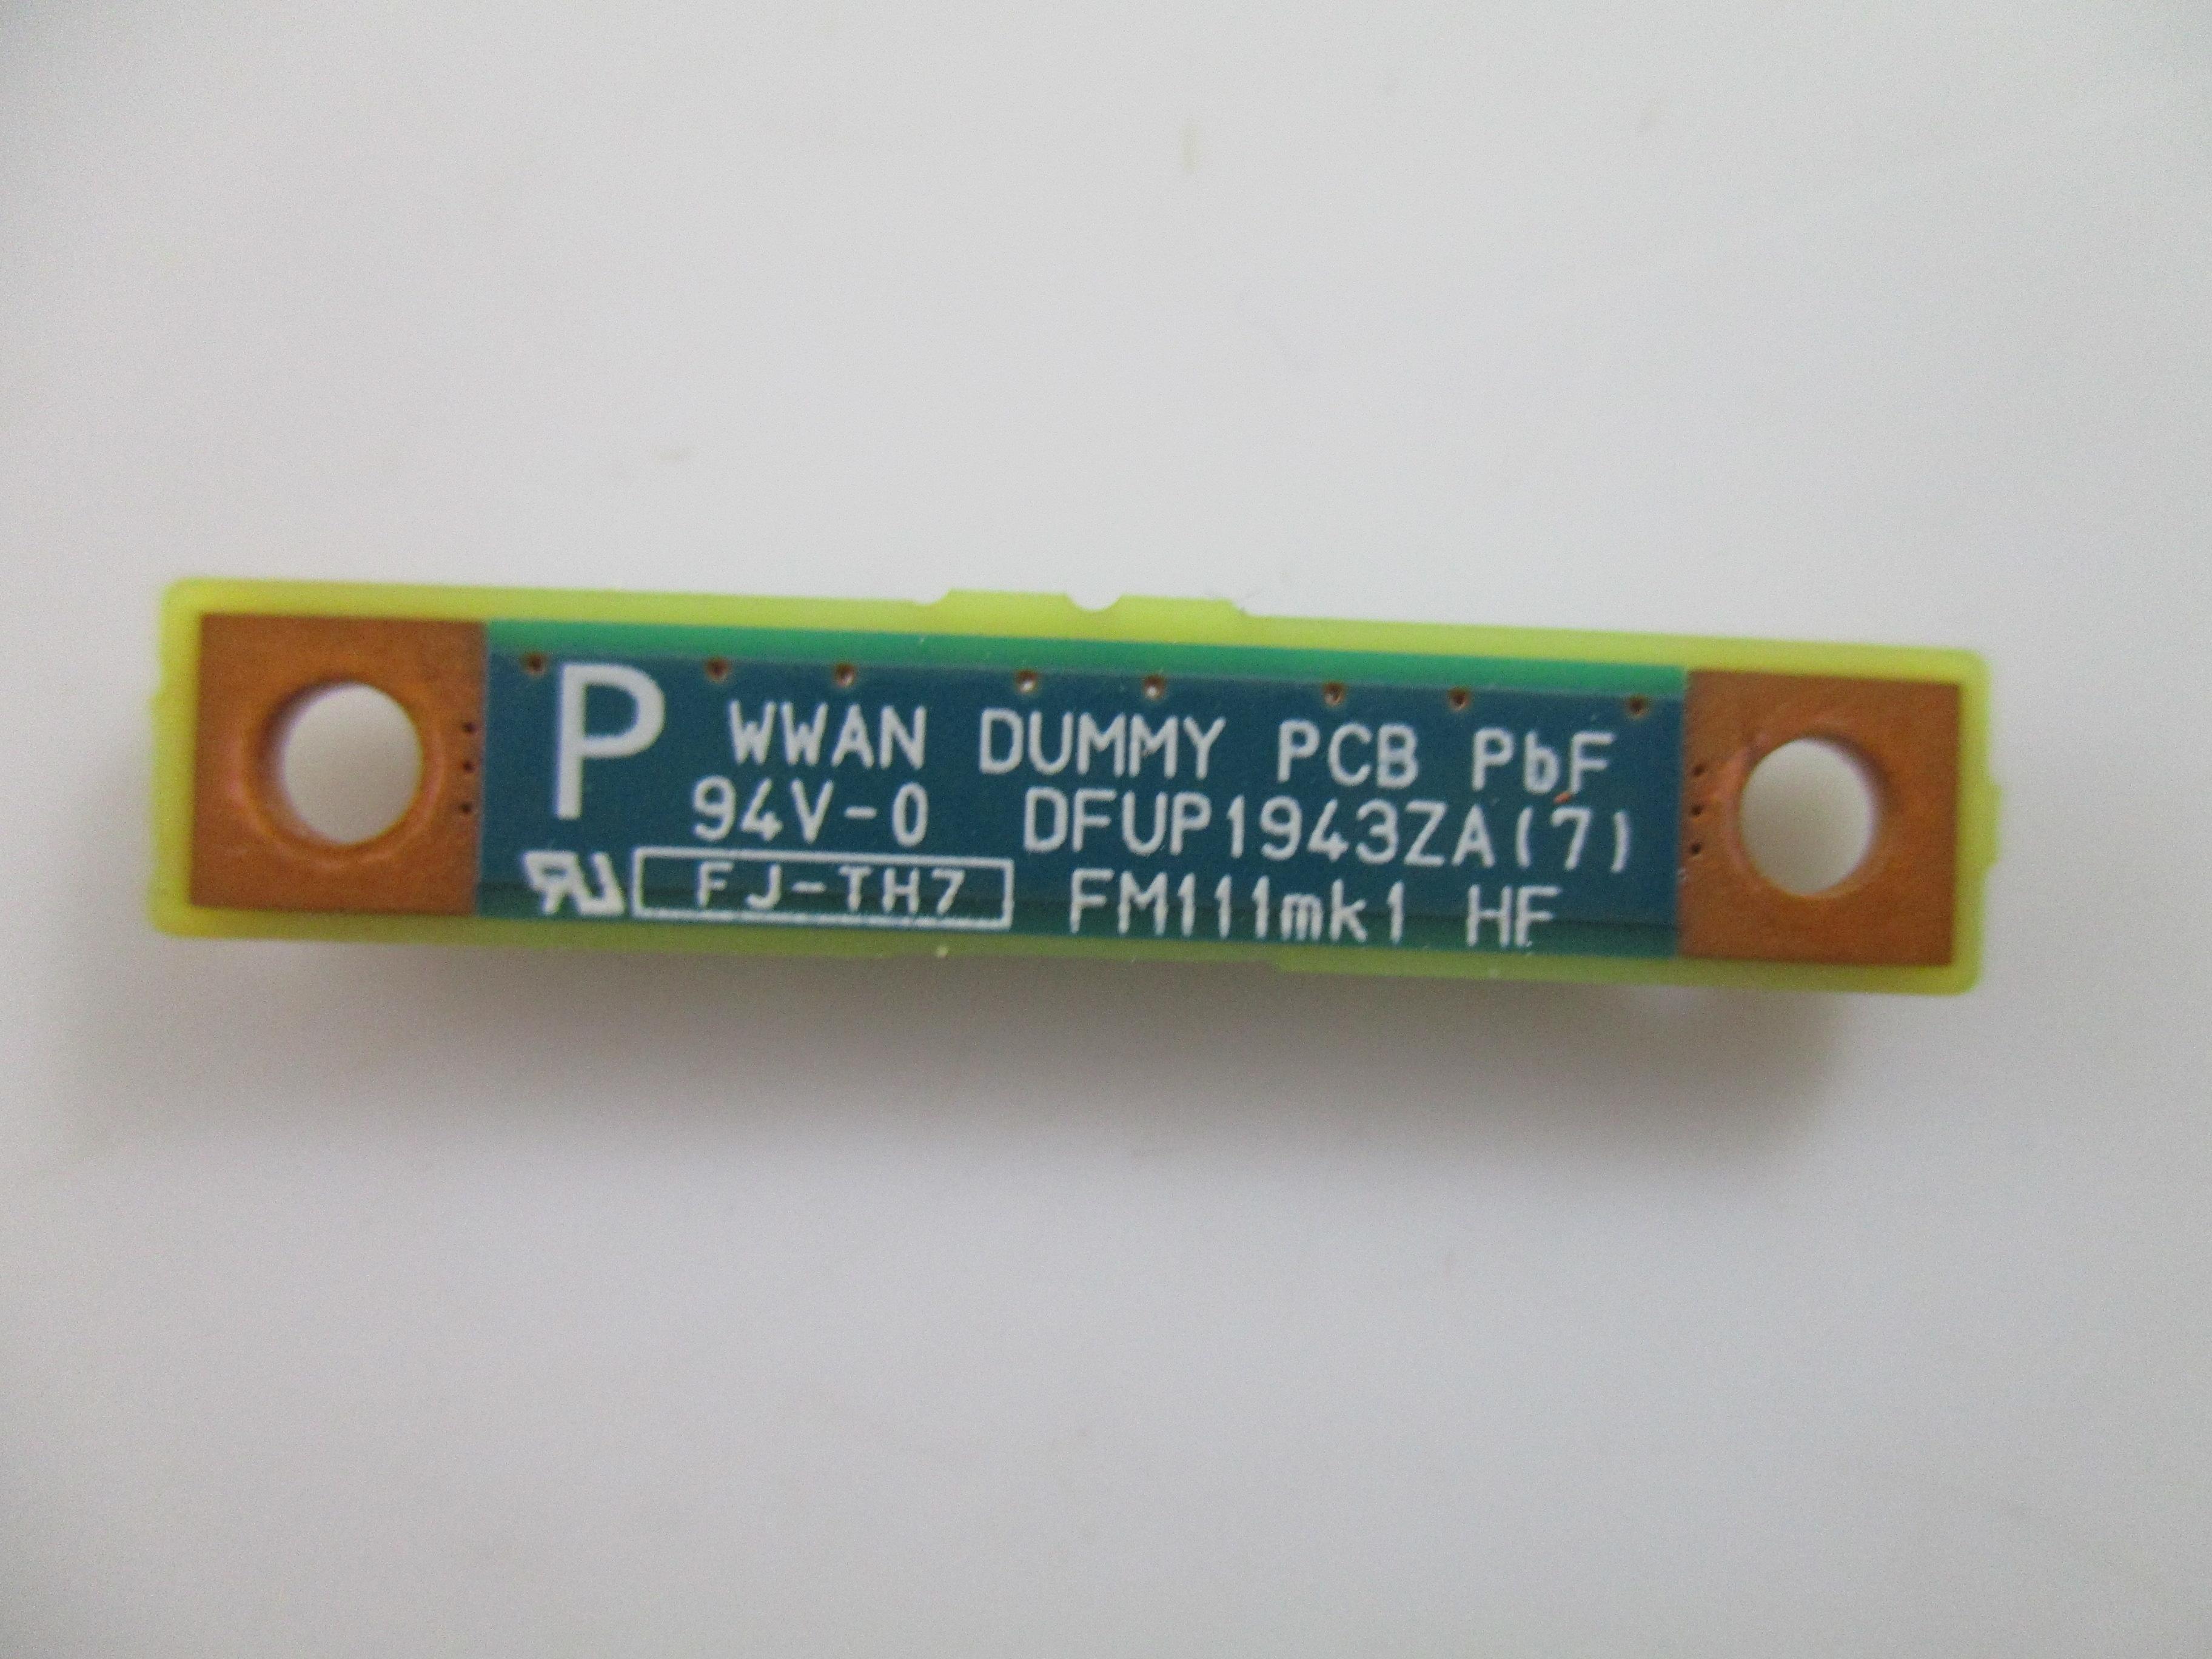 P WWAN DUMMY PCB PbF
94V-0 DFUP1943ZA(7)
FJ-TH7 FM111mk1 HF